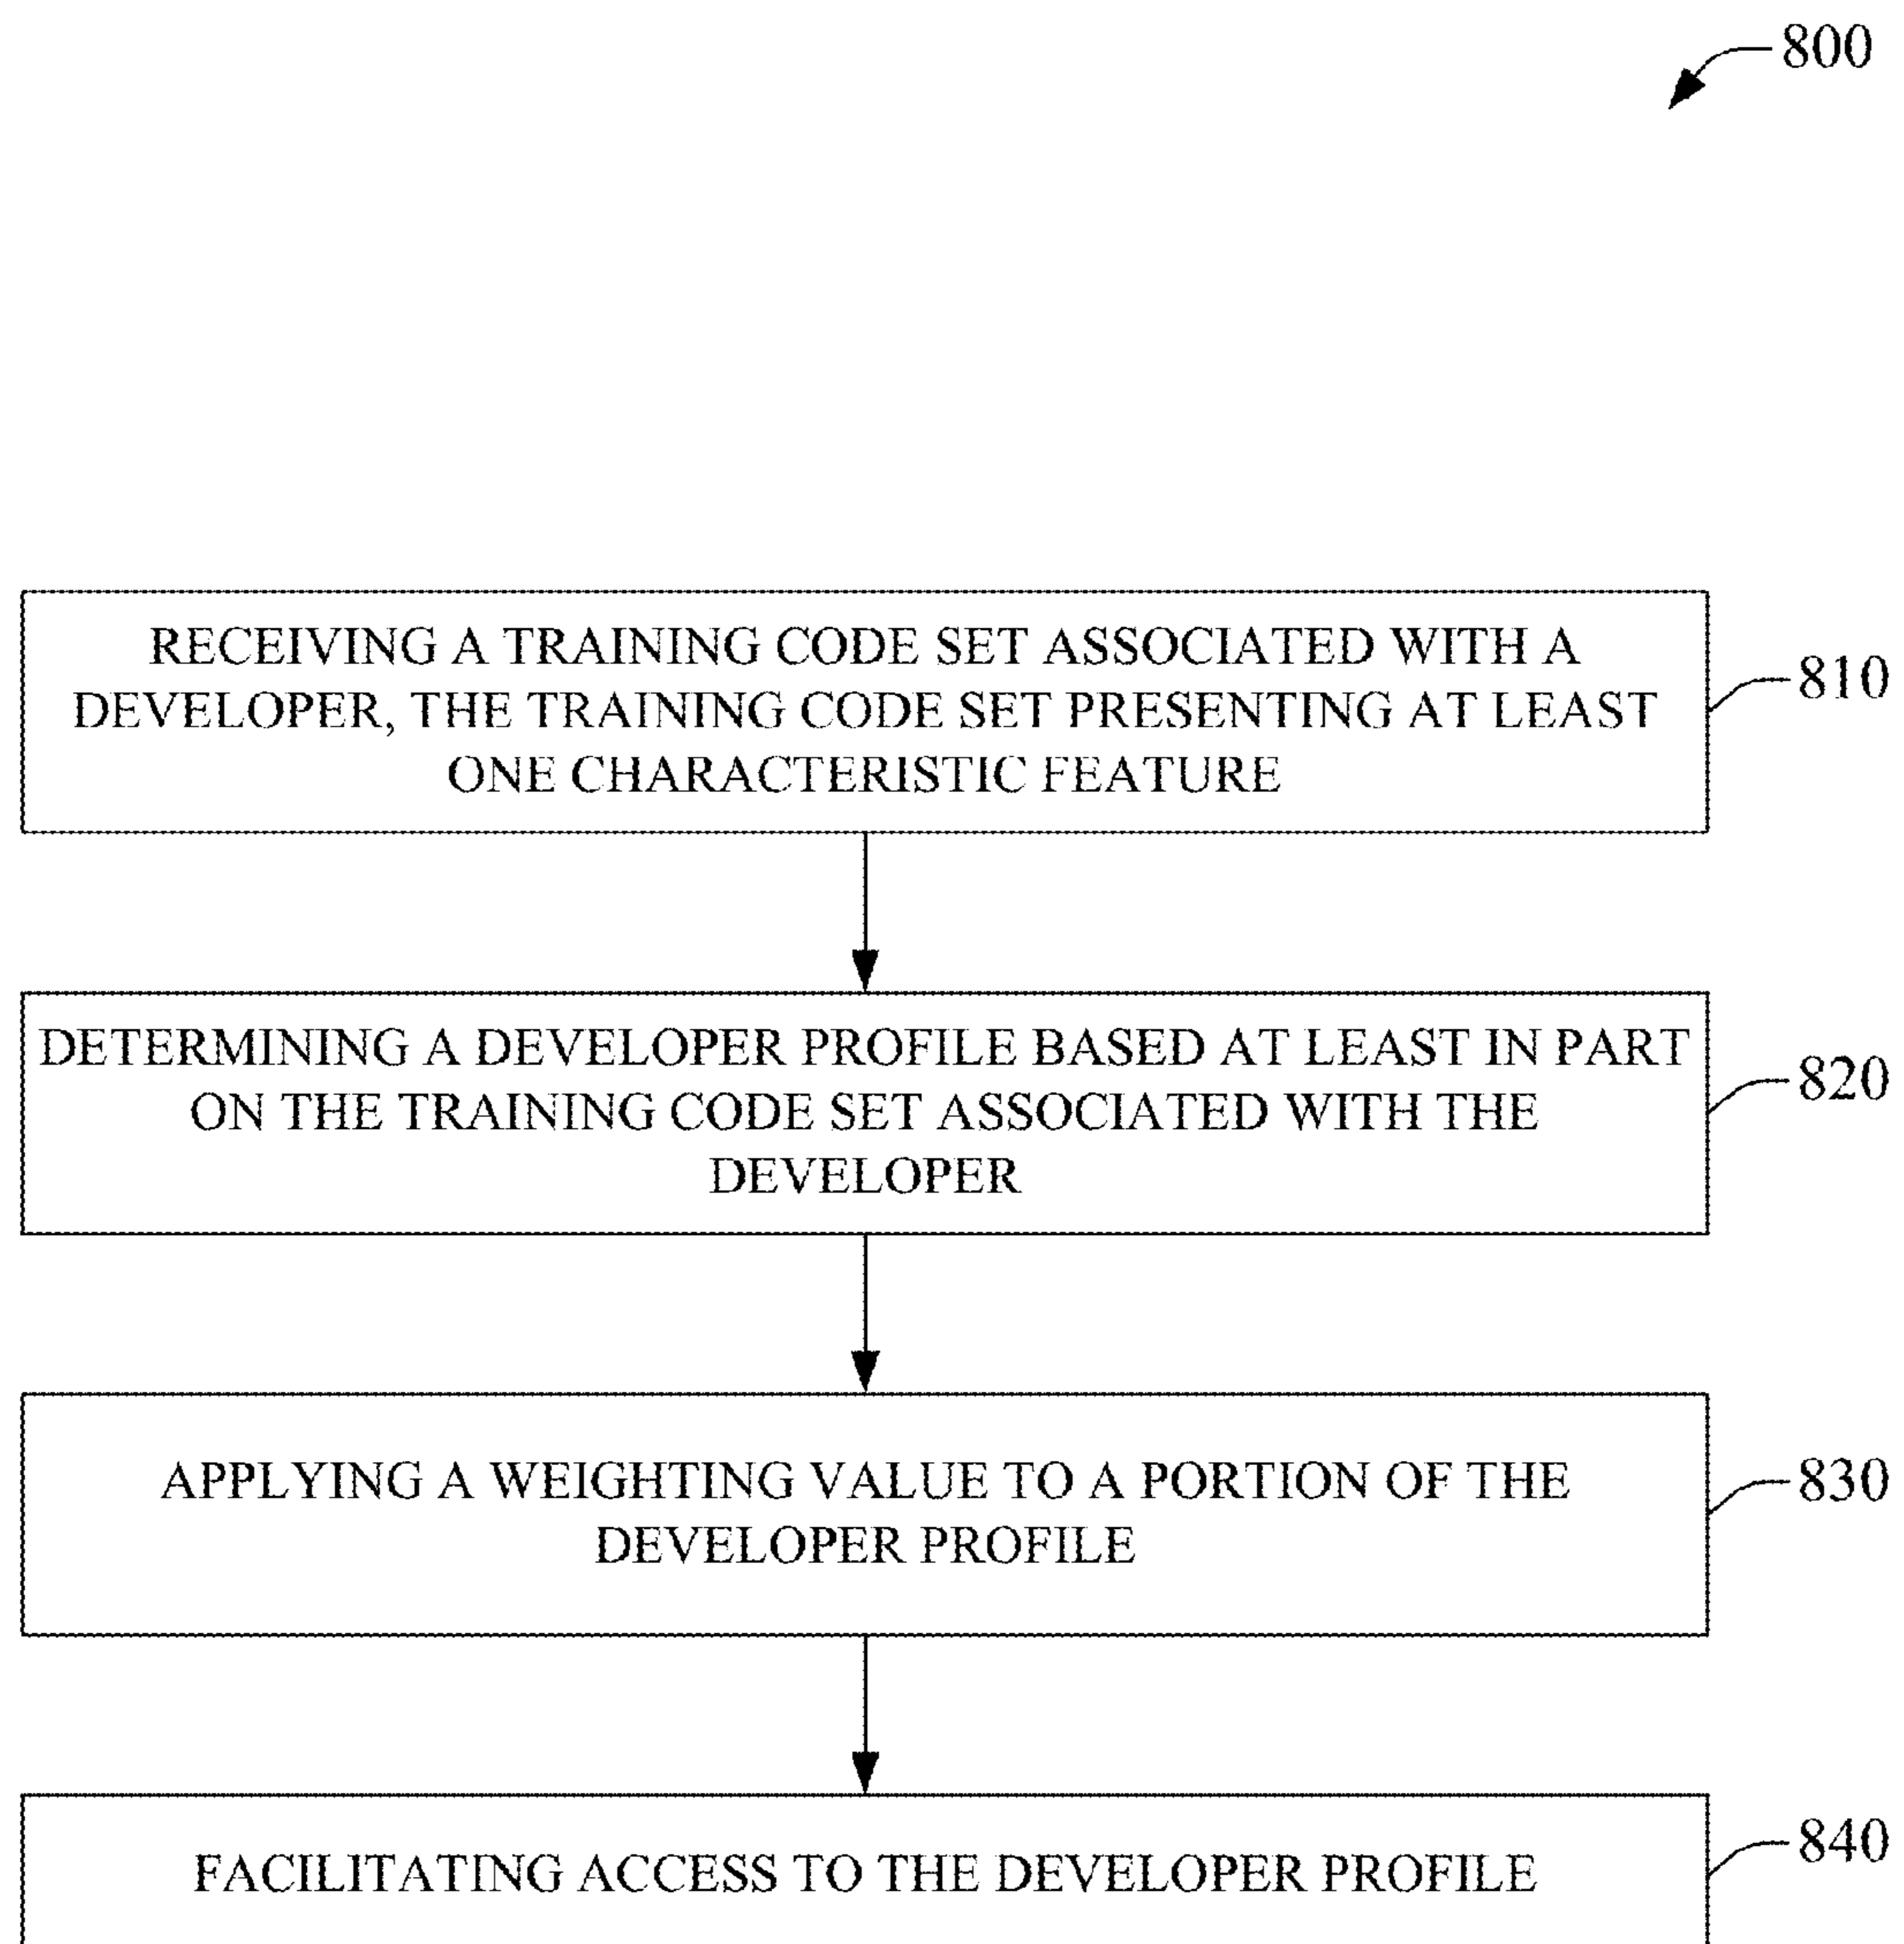 800
RECEIVING A TRAINING CODE SET ASSOCIATED WITH A
DEVELOPER, THE TRAINING CODE SET PRESENTING AT LEAST
ONE CHARACTERISTIC FEATURE
810
DETERMINING A DEVELOPER PROFILE BASED AT LEAST IN PART
ON THE TRAINING CODE SET ASSOCIATED WITH THE
DEVELOPER
820
APPLYING A WEIGHTING VALUE TO A PORTION OF THE
DEVELOPER PROFILE
830
FACILITATING ACCESS TO THE DEVELOPER PROFILE
840